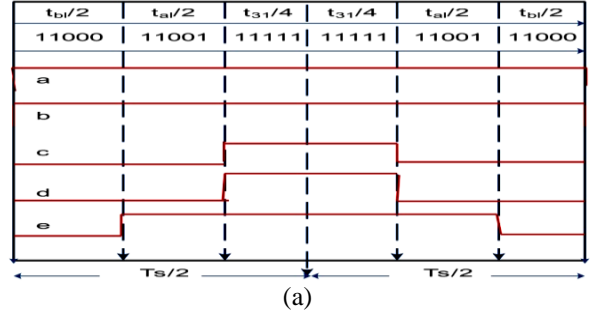 tbl/2 tal/2 t31/4 t31/4 tal/2 tbl/2
11000 11001 11111 11111 11001 11000
a
b
c
d
e
Ts/2 Ts/2
(a)